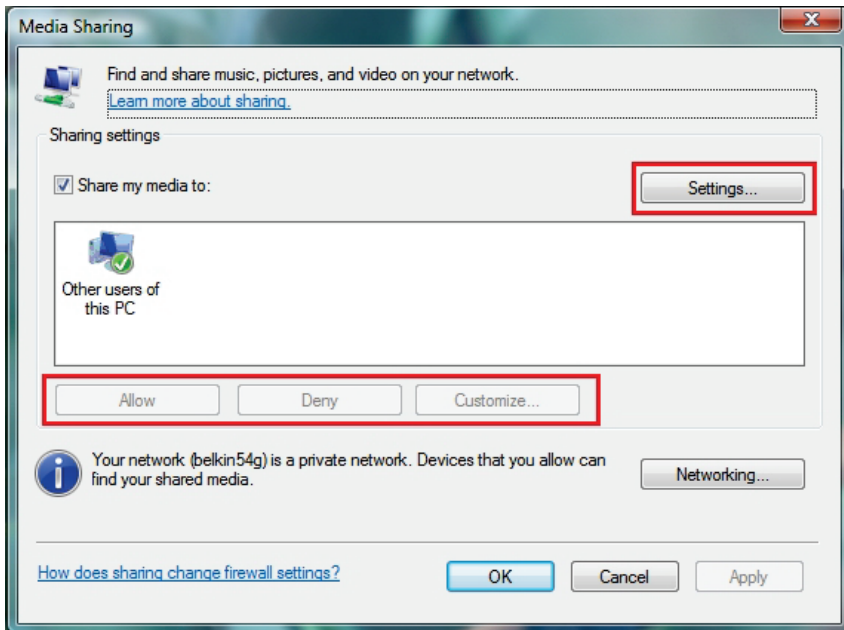 Media Sharing
Find and share music, pictures, and video on your network.
Learn more about sharing.
Sharing settings
Share my media to:
Settings...
Other users of
this PC
Allow
Deny
Customize...
Your network (belkin54g) is a private network. Devices that you allow can
find your shared media.
Networking...
How does sharing change firewall settings?
OK
Cancel
Apply